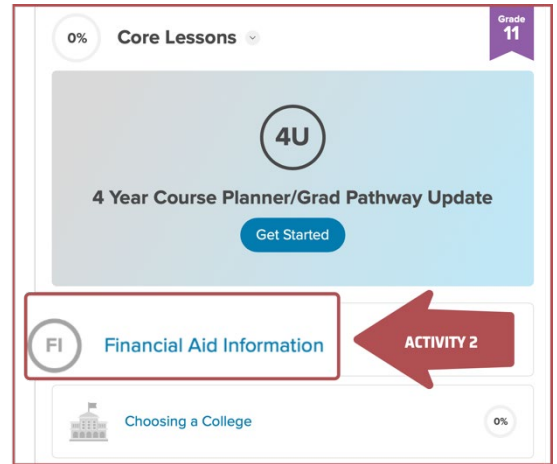 0%
Core Lessons
Grade
11
4U
4 Year Course Planner/Grad Pathway Update
Get Started
FI
Financial Aid Information
ACTIVITY 2
Choosing a College
0%